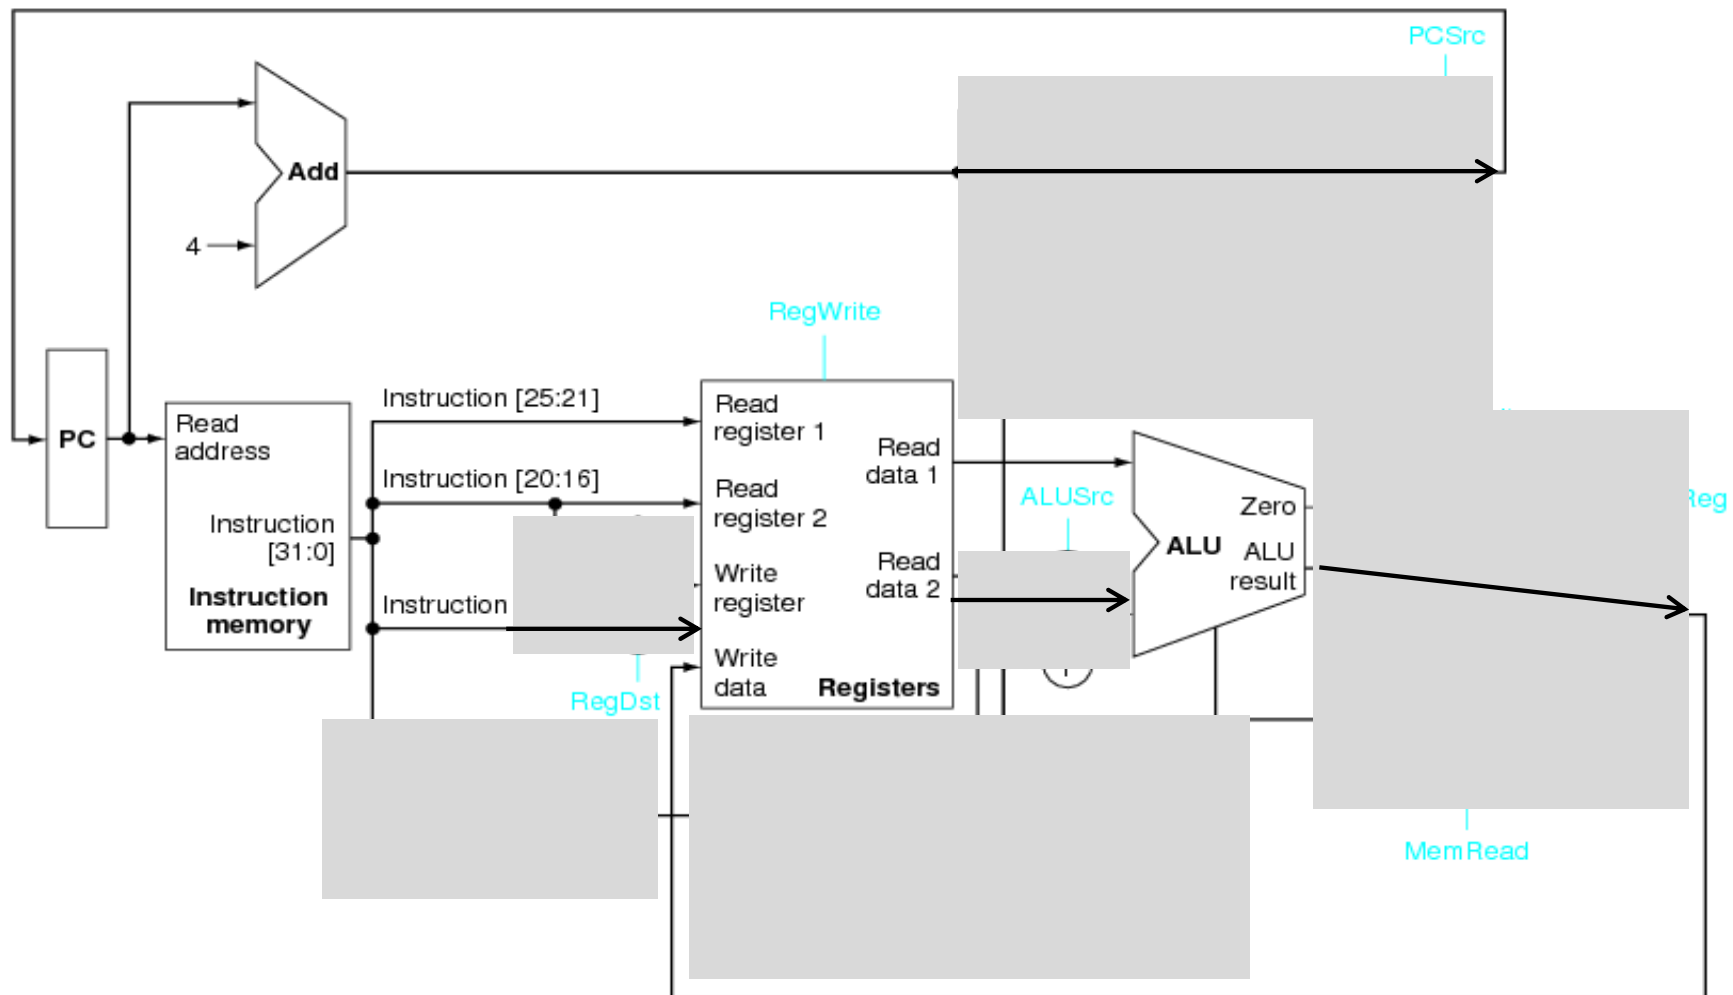 PCSrc
Add
4
RegWrite
Instruction [25:21]
Read
address
PC
Read
register 1
Read
data 1
Instruction [20:16]
Read
register 2
ALUSrc
Zero
Reg
Instruction
[31:0]
ALU
ALU
result
Read
data 2
Write
register
Instruction
memory
Instruction
Write
data
Registers
RegDst
MemRead